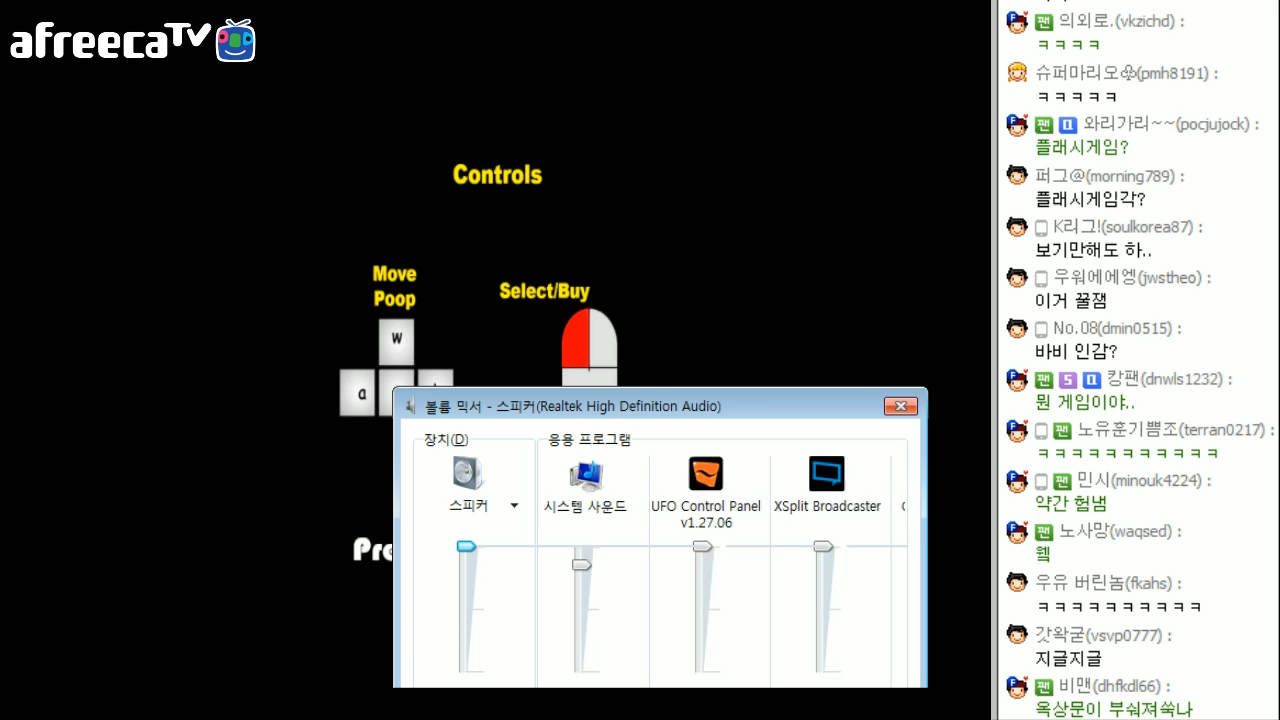 afreecaTV
Controls
Move
Poop
Select/Buy
w
a
볼륨 믹서 - 스피커(Realtek High Definition Audio)
장치(D)
응용 프로그램
스피커
시스템 사운드
UFO Control Panel
v1.27.06
XSplit Broadcaster
팬 의외로.(vkzichd) :
ㅋㅋㅋㅋ
슈퍼마리오♧(pmh8191) :
ㅋㅋㅋㅋㅋ
팬 Q 와리가리~~(pocjujock) :
플래시게임?
퍼그@(morning789) :
플래시게임각?
K리그!(soulkorea87) :
보기만해도 하..
우워에에엥(jwstheo) :
이거 꿀잼
No.08(dmin0515) :
바비 인감?
팬 S Q 캉팬(dnwls1232) :
뭔 게임이야..
팬 노유훈기쁨조(terran0217) :
ㅋㅋㅋㅋㅋㅋㅋㅋㅋㅋㅋ
팬 민시(minouk4224) :
약간 험냄
팬 노사망(waqsed) :
웩
우유 버린놈(fkahs) :
ㅋㅋㅋㅋㅋㅋㅋㅋㅋㅋ
갓왁굳(vsvp0777) :
지글지글
팬 비맨(dhfkdl66) :
옥상문이 부숴져쑥나